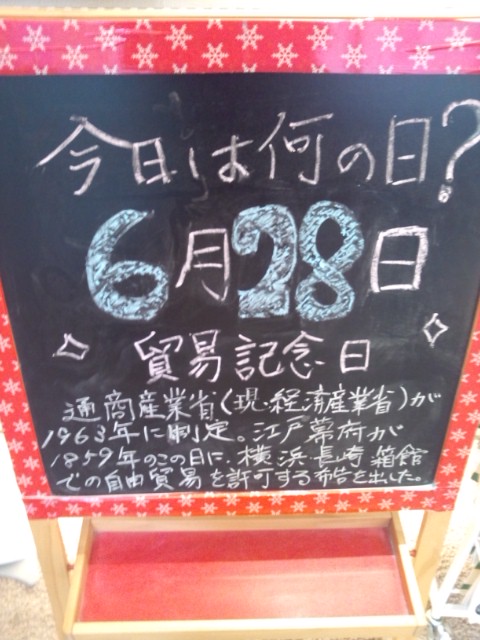 今日は何の日?
6月28日
貿易記念日
通商産業省(現・経済産業省)が
1963年に制定。江戸幕府が
1859年のこの日に、横浜長崎箱館
での自由貿易を許可する布告を出した。